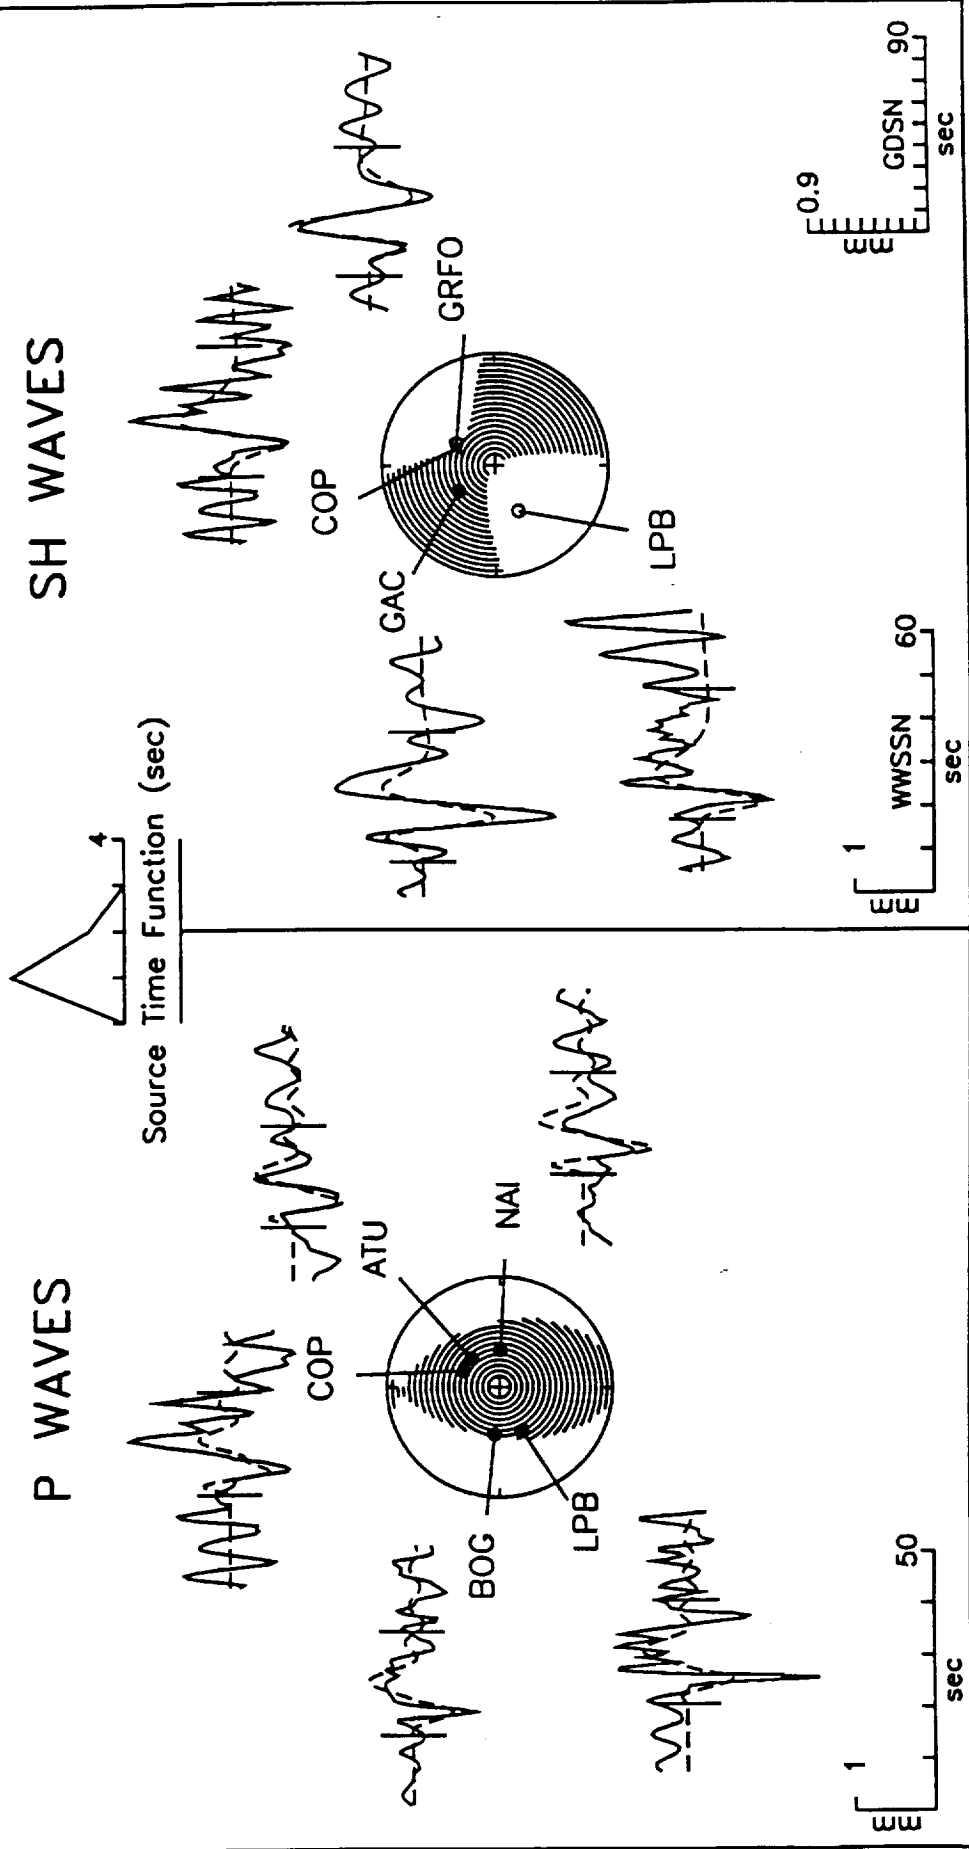 P WAVES
SH WAVES
4
Source Time Function (sec)
COP
ATU
NAI
BOG
LPB
COP
GRFO
GAC
LPB
1
mm
50
sec
1
mm
WWSSN
60
sec
0.9
mm
GDSN
90
sec